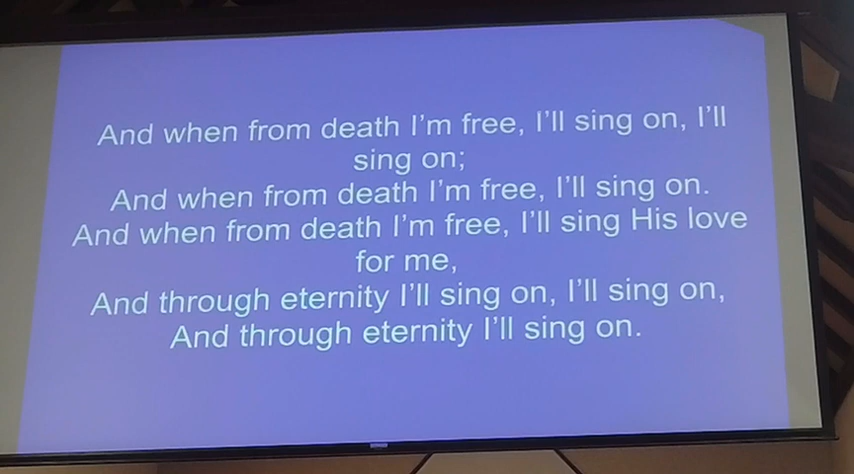 And when from death I'm free, I'll sing on, I'll
sing on;
And when from death I'm free, I'll sing on.
And when from death I'm free, I'll sing His love
for me,
And through eternity I'll sing on, I'll sing on,
And through eternity I'll sing on.